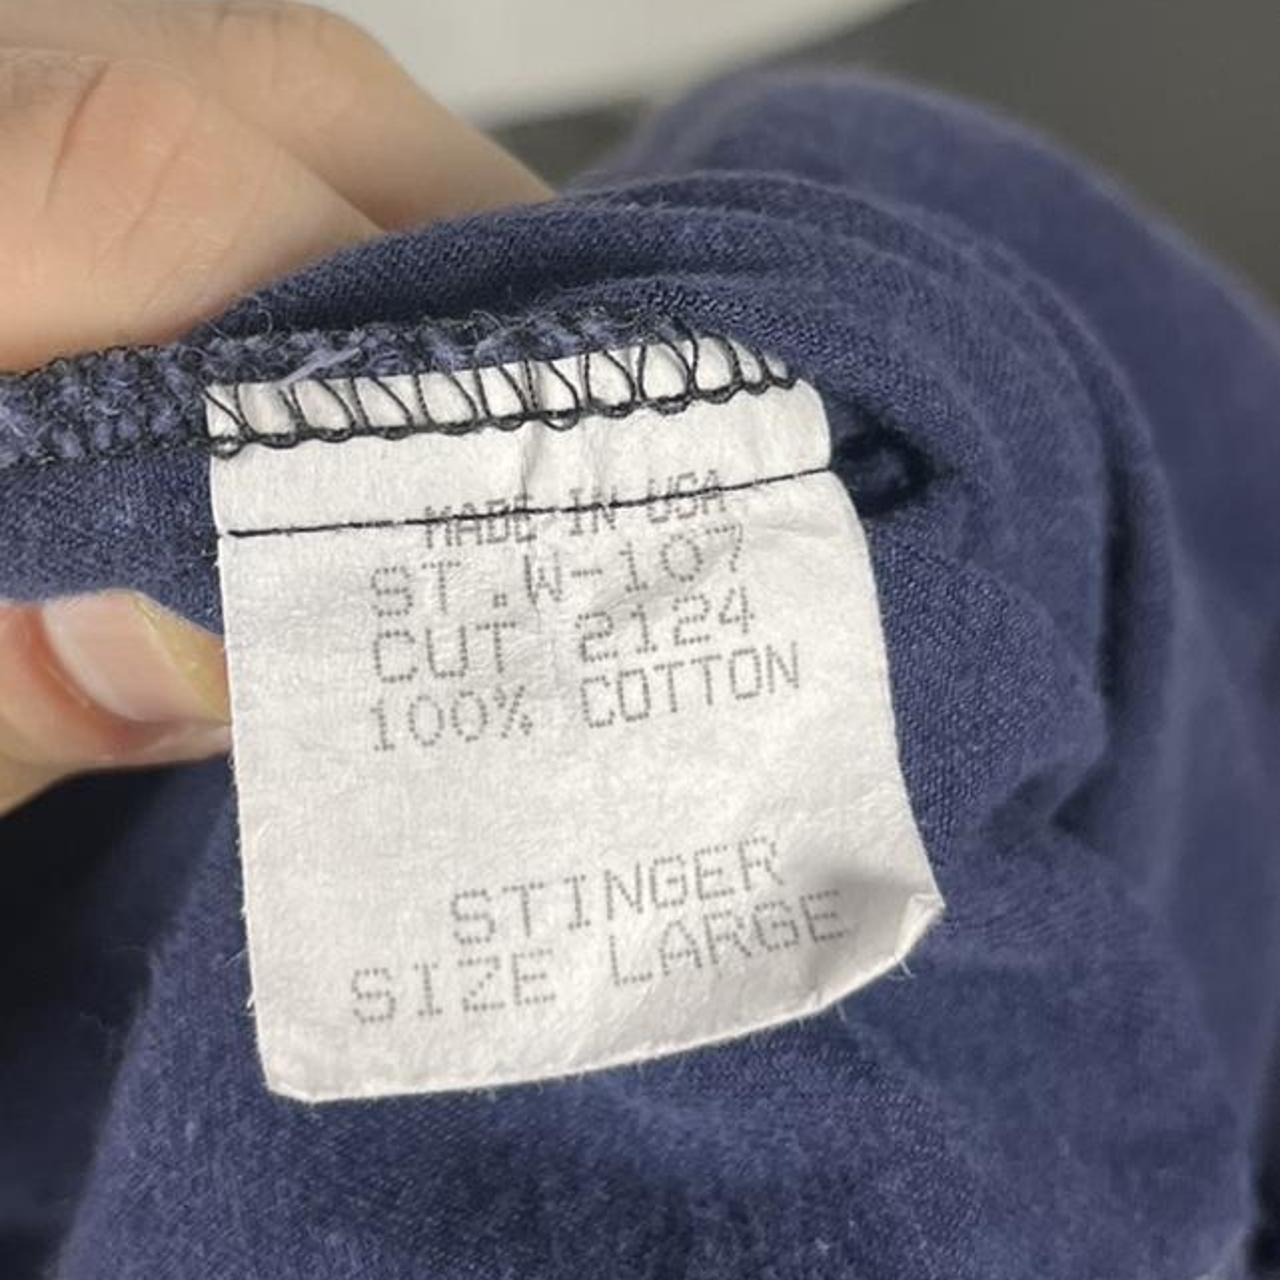 MADE IN USA
ST.W-107
CUT 2124
100% COTTON
STINGER
SIZE LARGE